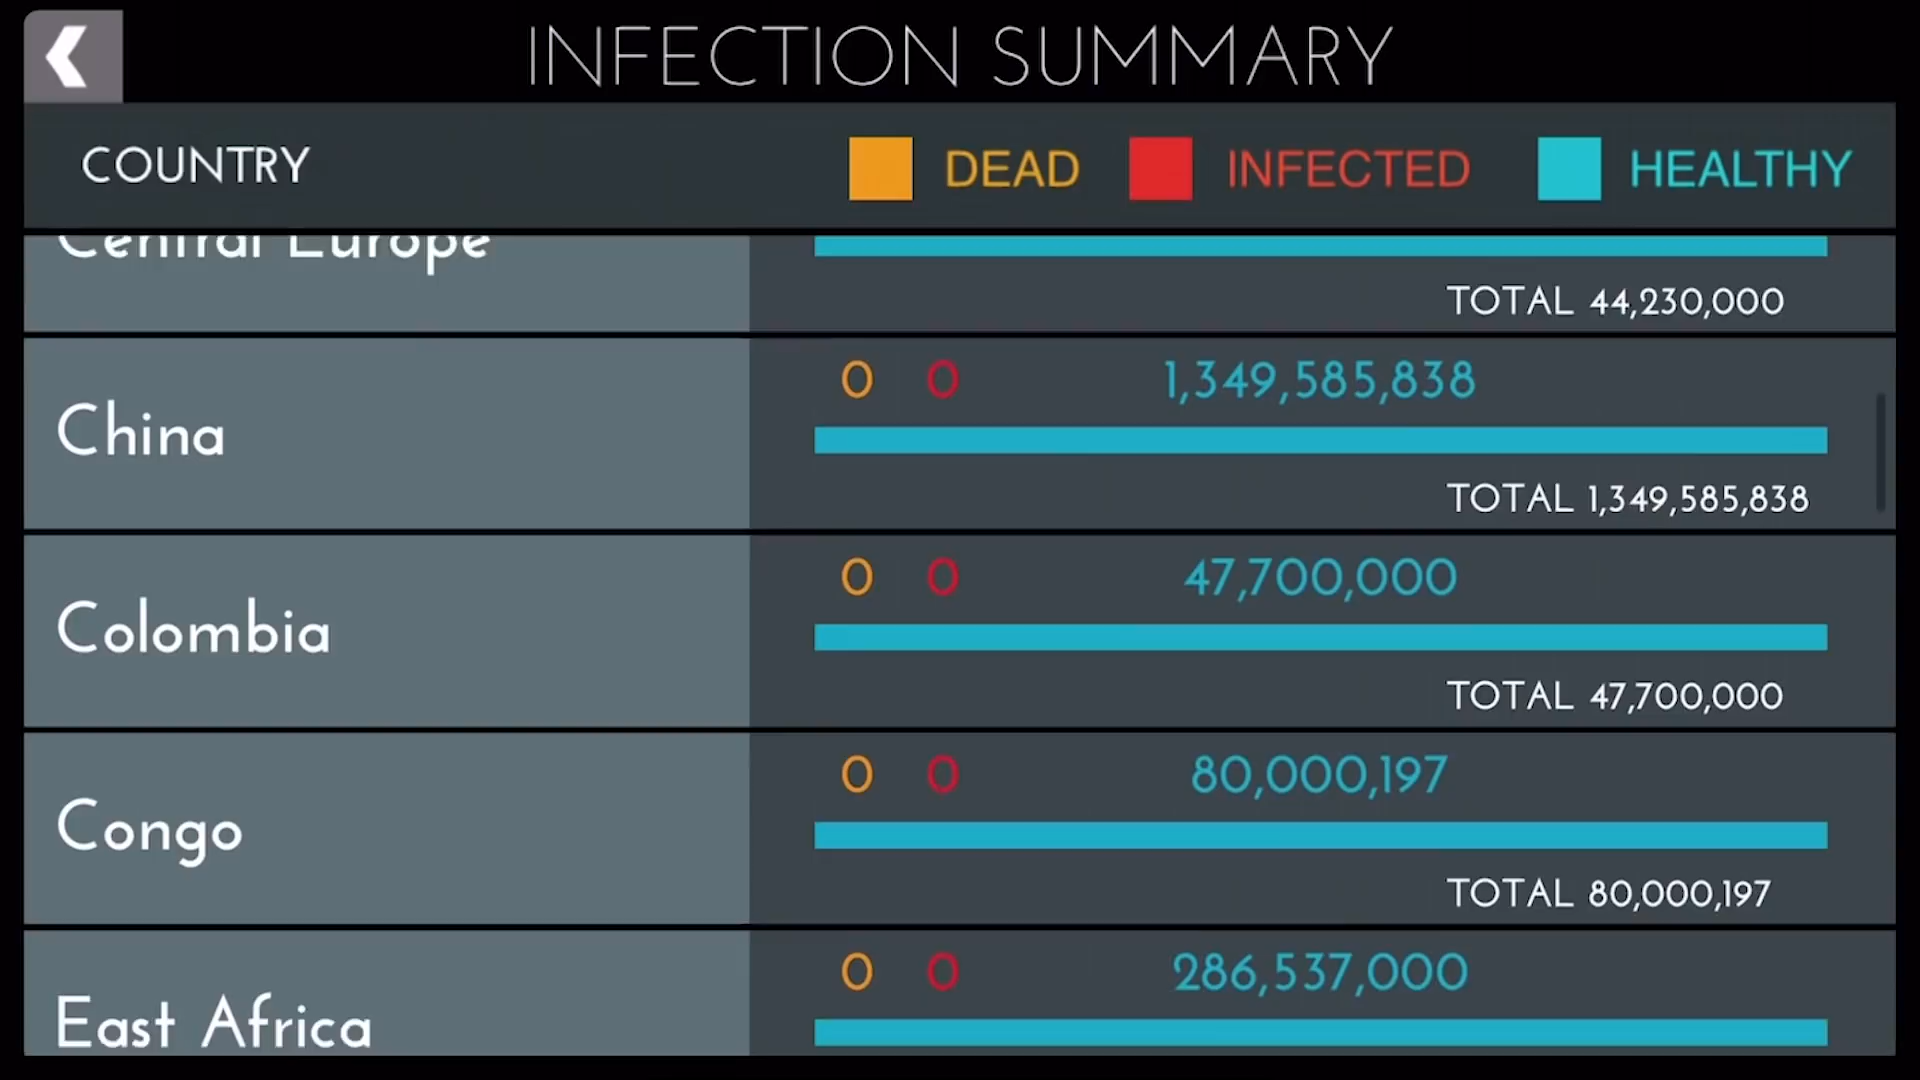 INFECTION SUMMARY
COUNTRY DEAD INFECTED HEALTHY
Central Europe
TOTAL 44,230,000
0 0 1,349,585,838
China
TOTAL 1,349,585,838
0 0 47,700,000
Colombia
TOTAL 47,700,000
0 0 80,000,197
Congo
TOTAL 80,000,197
0 0 286,537,000
East Africa